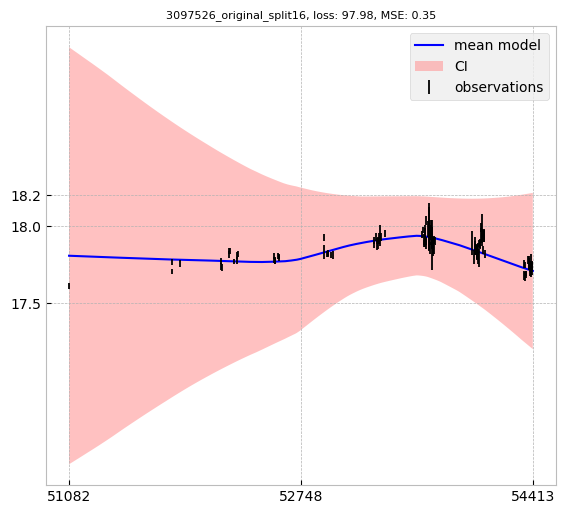 3097526_original_split16, loss: 97.98, MSE: 0.35
mean model
CI
observations
18.2
18.0
17.5
51082
52748
54413